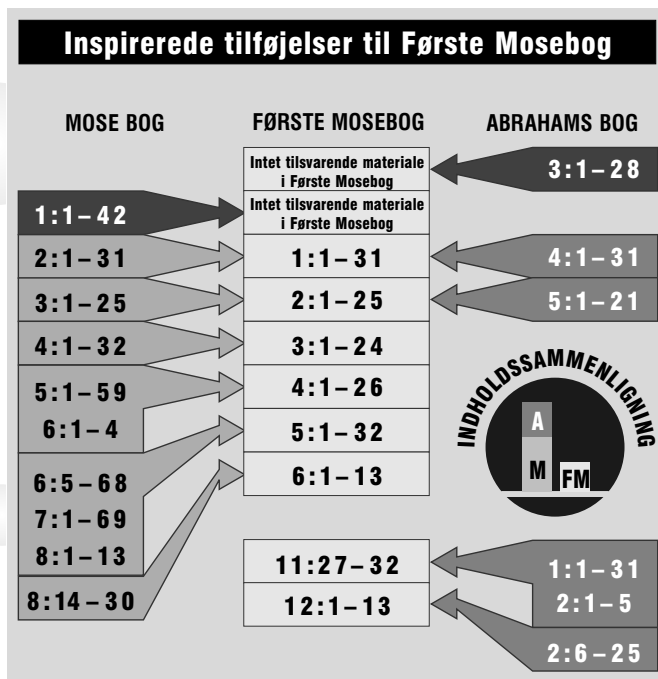 Inspirerede tilføjelser til Første Mosebog
MOSE BOG
FØRSTE MOSEBOG
ABRAHAMS BOG
Intet tilsvarende materiale
i Første Mosebog
3:1–28
1:1–42
Intet tilsvarende materiale
i Første Mosebog
2:1–31
1:1–31
4:1–31
3:1–25
2:1–25
5:1–21
4:1–32
3:1–24
5:1–59
6:1–4
4:1–26
5:1–32
6:5–68
7:1–69
8:1–13
6:1–13
8:14–30
INDHOLDSSAMMENLIGNING
A
M
FM
11:27–32
12:1–13
1:1–31
2:1–5
2:6–25